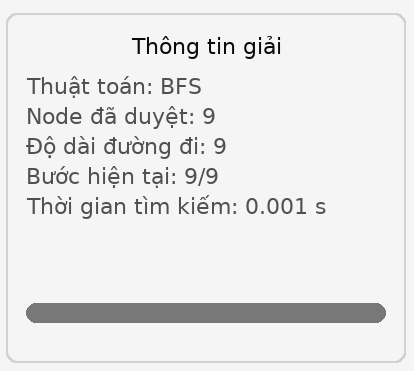 Thông tin giải
Thuật toán: BFS
Node đã duyệt: 9
Độ dài đường đi: 9
Bước hiện tại: 9/9
Thời gian tìm kiếm: 0.001 s